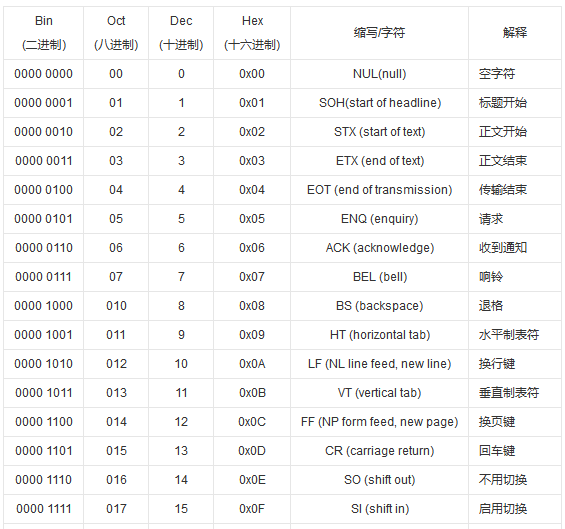 Bin Oct Dec Hex 缩写/字符 解释
(二进制) (八进制) (十进制) (十六进制)
0000 0000 00 0 0x00 NUL(null) 空字符
0000 0001 01 1 0x01 SOH(start of headline) 标题开始
0000 0010 02 2 0x02 STX (start of text) 正文开始
0000 0011 03 3 0x03 ETX (end of text) 正文结束
0000 0100 04 4 0x04 EOT (end of transmission) 传输结束
0000 0101 05 5 0x05 ENQ (enquiry) 请求
0000 0110 06 6 0x06 ACK (acknowledge) 收到通知
0000 0111 07 7 0x07 BEL (bell) 响铃
0000 1000 010 8 0x08 BS (backspace) 退格
0000 1001 011 9 0x09 HT (horizontal tab) 水平制表符
0000 1010 012 10 0x0A LF (NL line feed, new line) 换行键
0000 1011 013 11 0x0B VT (vertical tab) 垂直制表符
0000 1100 014 12 0x0C FF (NP form feed, new page) 换页键
0000 1101 015 13 0x0D CR (carriage return) 回车键
0000 1110 016 14 0x0E SO (shift out) 不用切换
0000 1111 017 15 0x0F SI (shift in) 启用切换